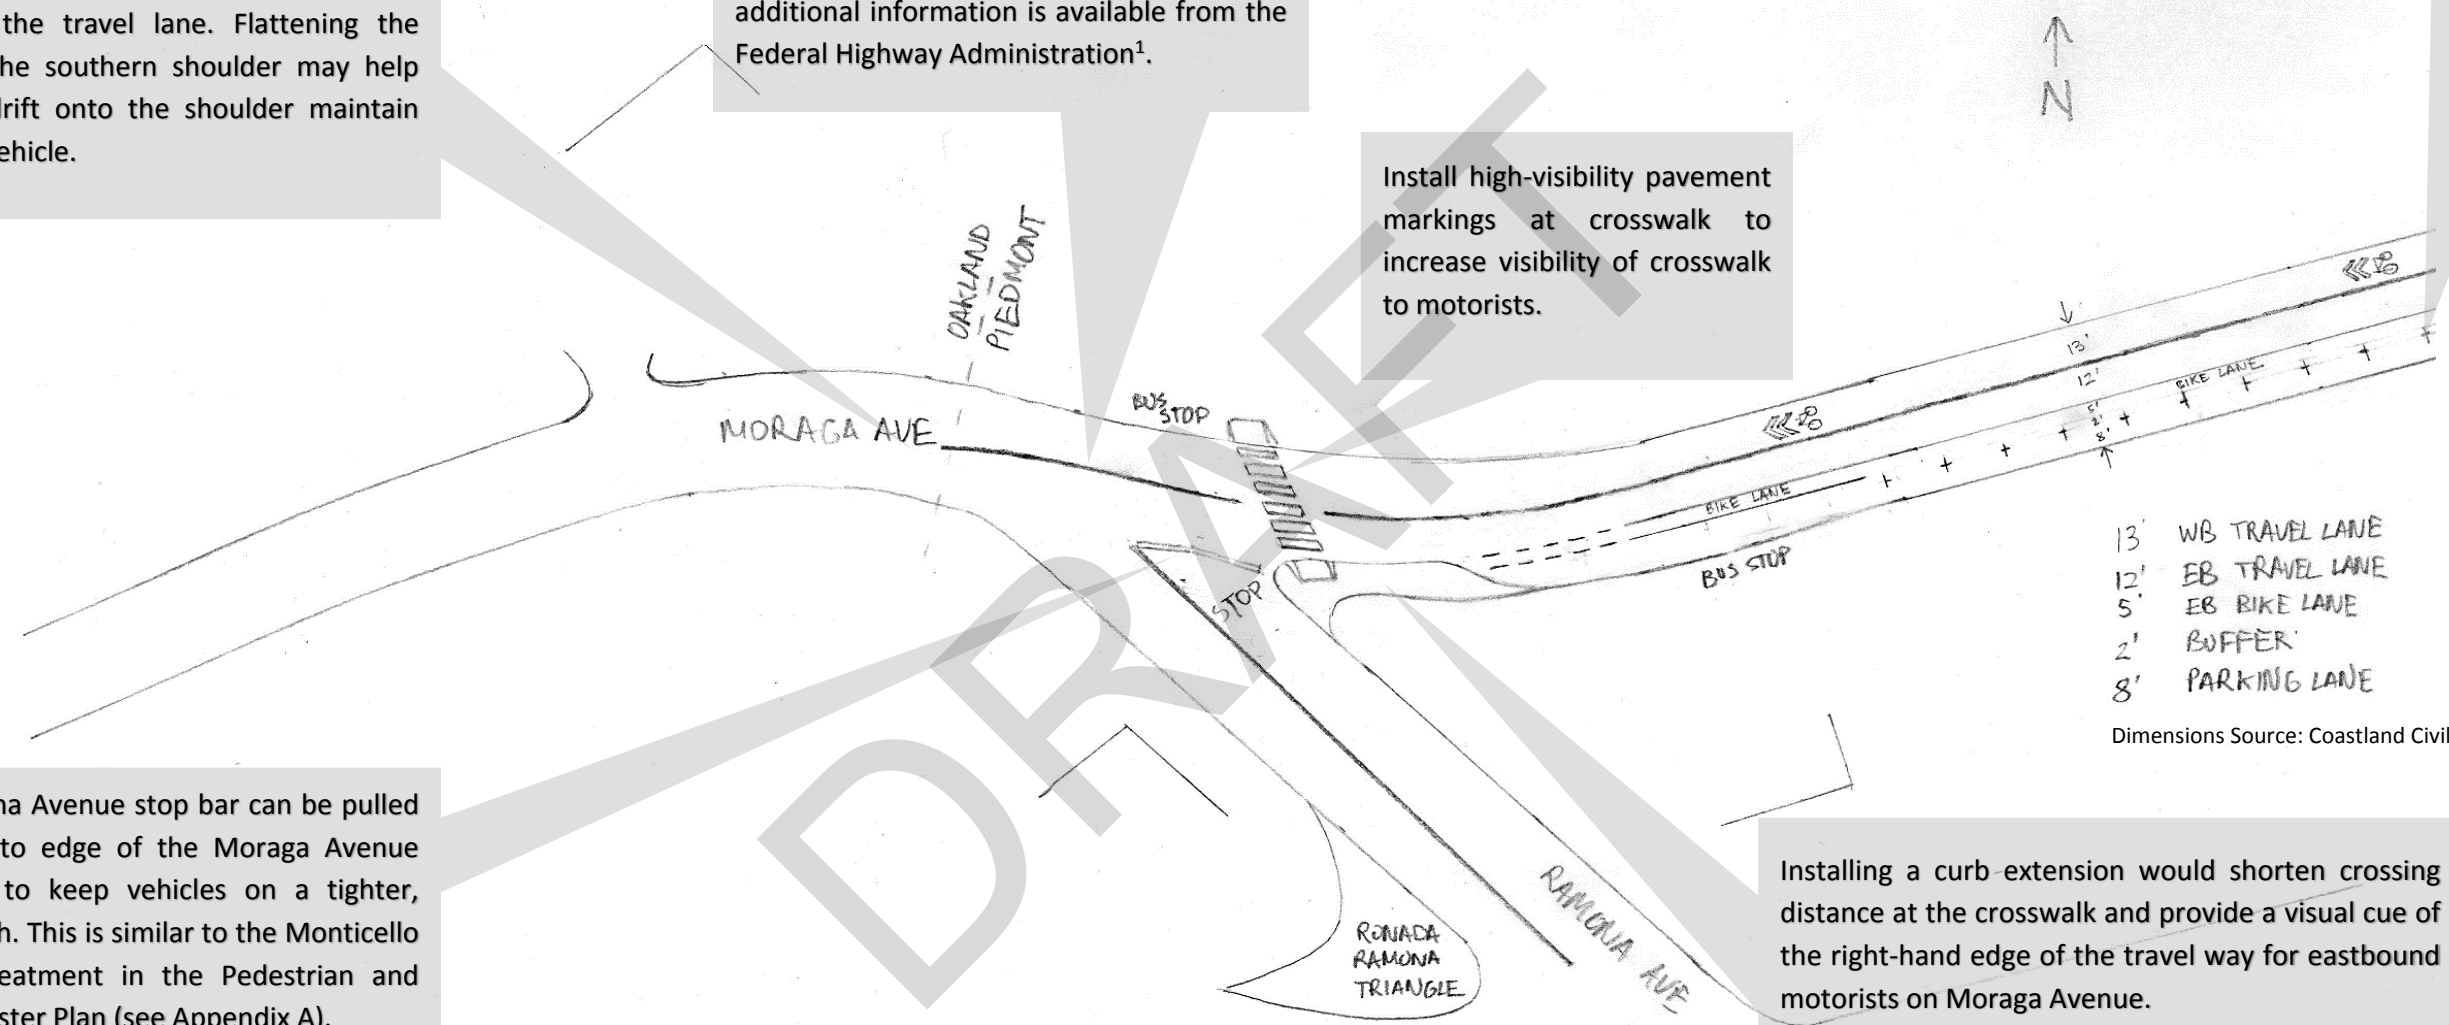 the travel lane. Flattening the
he southern shoulder may help
drift onto the shoulder maintain
ehicle.
additional information is available from the
Federal Highway Administration¹.
N
Install high-visibility pavement
markings at crosswalk to
increase visibility of crosswalk
to motorists.
OAKLAND
PIEDMONT
MORAGA AVE
BUS
STOP
13'
12'
5'
2'
8'
BIKE LANE
BIKE LANE
BUS STOP
STOP
13' WB TRAVEL LANE
12' EB TRAVEL LANE
5' EB BIKE LANE
2' BUFFER
8' PARKING LANE
Dimensions Source: Coastland Civil
na Avenue stop bar can be pulled
to edge of the Moraga Avenue
to keep vehicles on a tighter,
h. This is similar to the Monticello
eatment in the Pedestrian and
ster Plan (see Appendix A).
RONADA
RAMONA
TRIANGLE
RAMONA AVE
Installing a curb extension would shorten crossing
distance at the crosswalk and provide a visual cue of
the right-hand edge of the travel way for eastbound
motorists on Moraga Avenue.
DRAFT